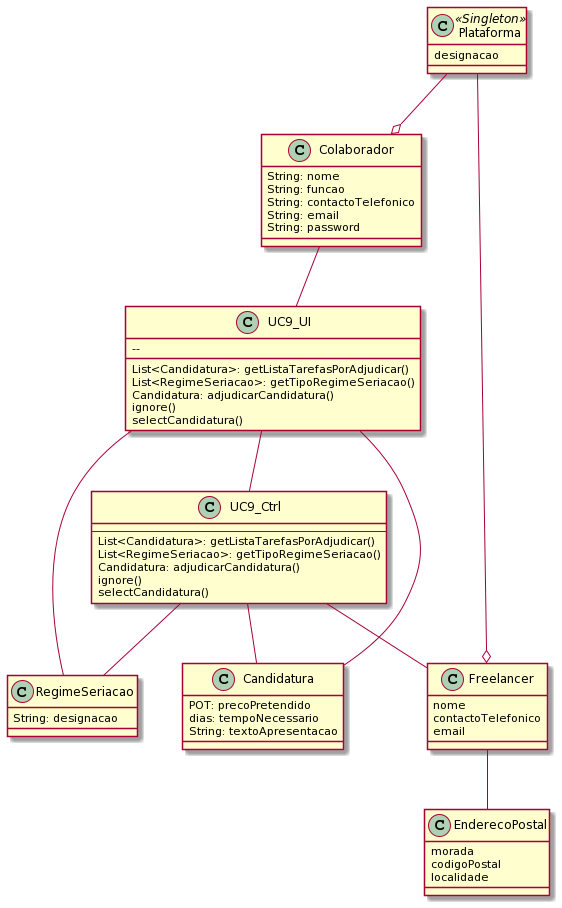 C «Singleton»
Plataforma
designacao
C Colaborador
String: nome
String: funcao
String: contactoTelefonico
String: email
String: password
C UC9_UI
--
List<Candidatura>: getListaTarefasPorAdjudicar()
List<RegimeSeriacao>: getTipoRegimeSeriacao()
Candidatura: adjudicarCandidatura()
ignore()
selectCandidatura()
C UC9_Ctrl
List<Candidatura>: getListaTarefasPorAdjudicar()
List<RegimeSeriacao>: getTipoRegimeSeriacao()
Candidatura: adjudicarCandidatura()
ignore()
selectCandidatura()
C RegimeSeriacao
String: designacao
C Candidatura
POT: precoPretendido
dias: tempoNecessario
String: textoApresentacao
C Freelancer
nome
contactoTelefonico
email
C EnderecoPostal
morada
codigoPostal
localidade